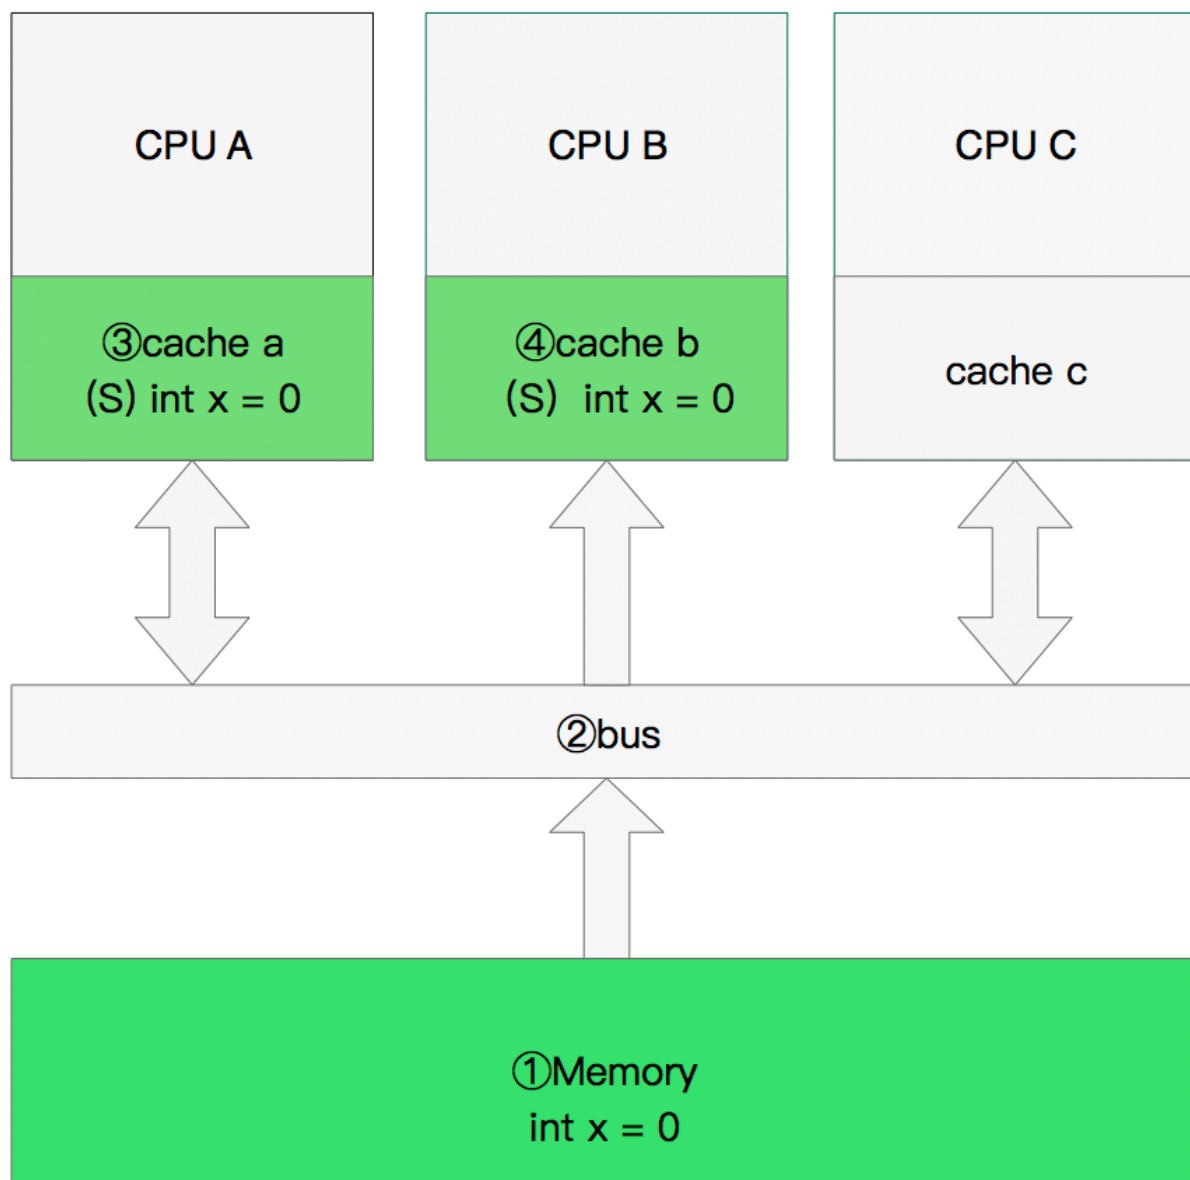 CPU A
CPU B
CPU C
③cache a
(S) int x = 0
④cache b
(S) int x = 0
cache c
②bus
①Memory
int x = 0